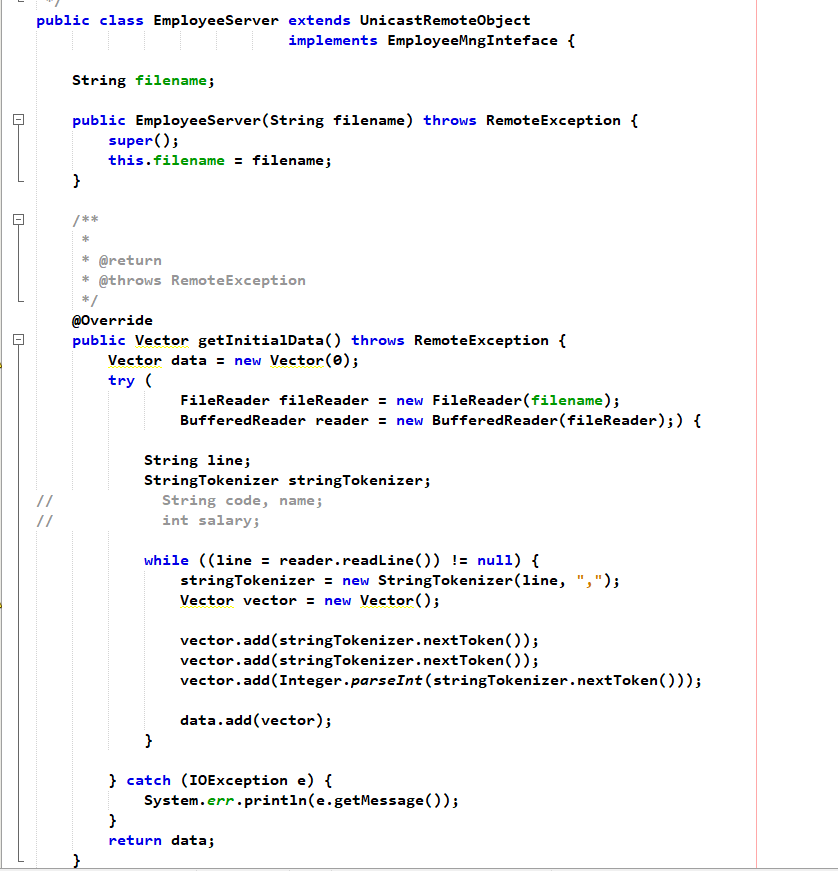 */
public class EmployeeServer extends UnicastRemoteObject
                            implements EmployeeMngInteface {

    String filename;

    public EmployeeServer(String filename) throws RemoteException {
        super();
        this.filename = filename;
    }

    /**
     *
     * @return
     * @throws RemoteException
     */
    @Override
    public Vector getInitialData() throws RemoteException {
        Vector data = new Vector(0);
        try (
                FileReader fileReader = new FileReader(filename);
                BufferedReader reader = new BufferedReader(fileReader);) {

            String line;
            StringTokenizer stringTokenizer;
//            String code, name;
//            int salary;

            while ((line = reader.readLine()) != null) {
                stringTokenizer = new StringTokenizer(line, ",");
                Vector vector = new Vector();

                vector.add(stringTokenizer.nextToken());
                vector.add(stringTokenizer.nextToken());
                vector.add(Integer.parseInt(stringTokenizer.nextToken()));

                data.add(vector);
            }

        } catch (IOException e) {
            System.err.println(e.getMessage());
        }
        return data;
    }